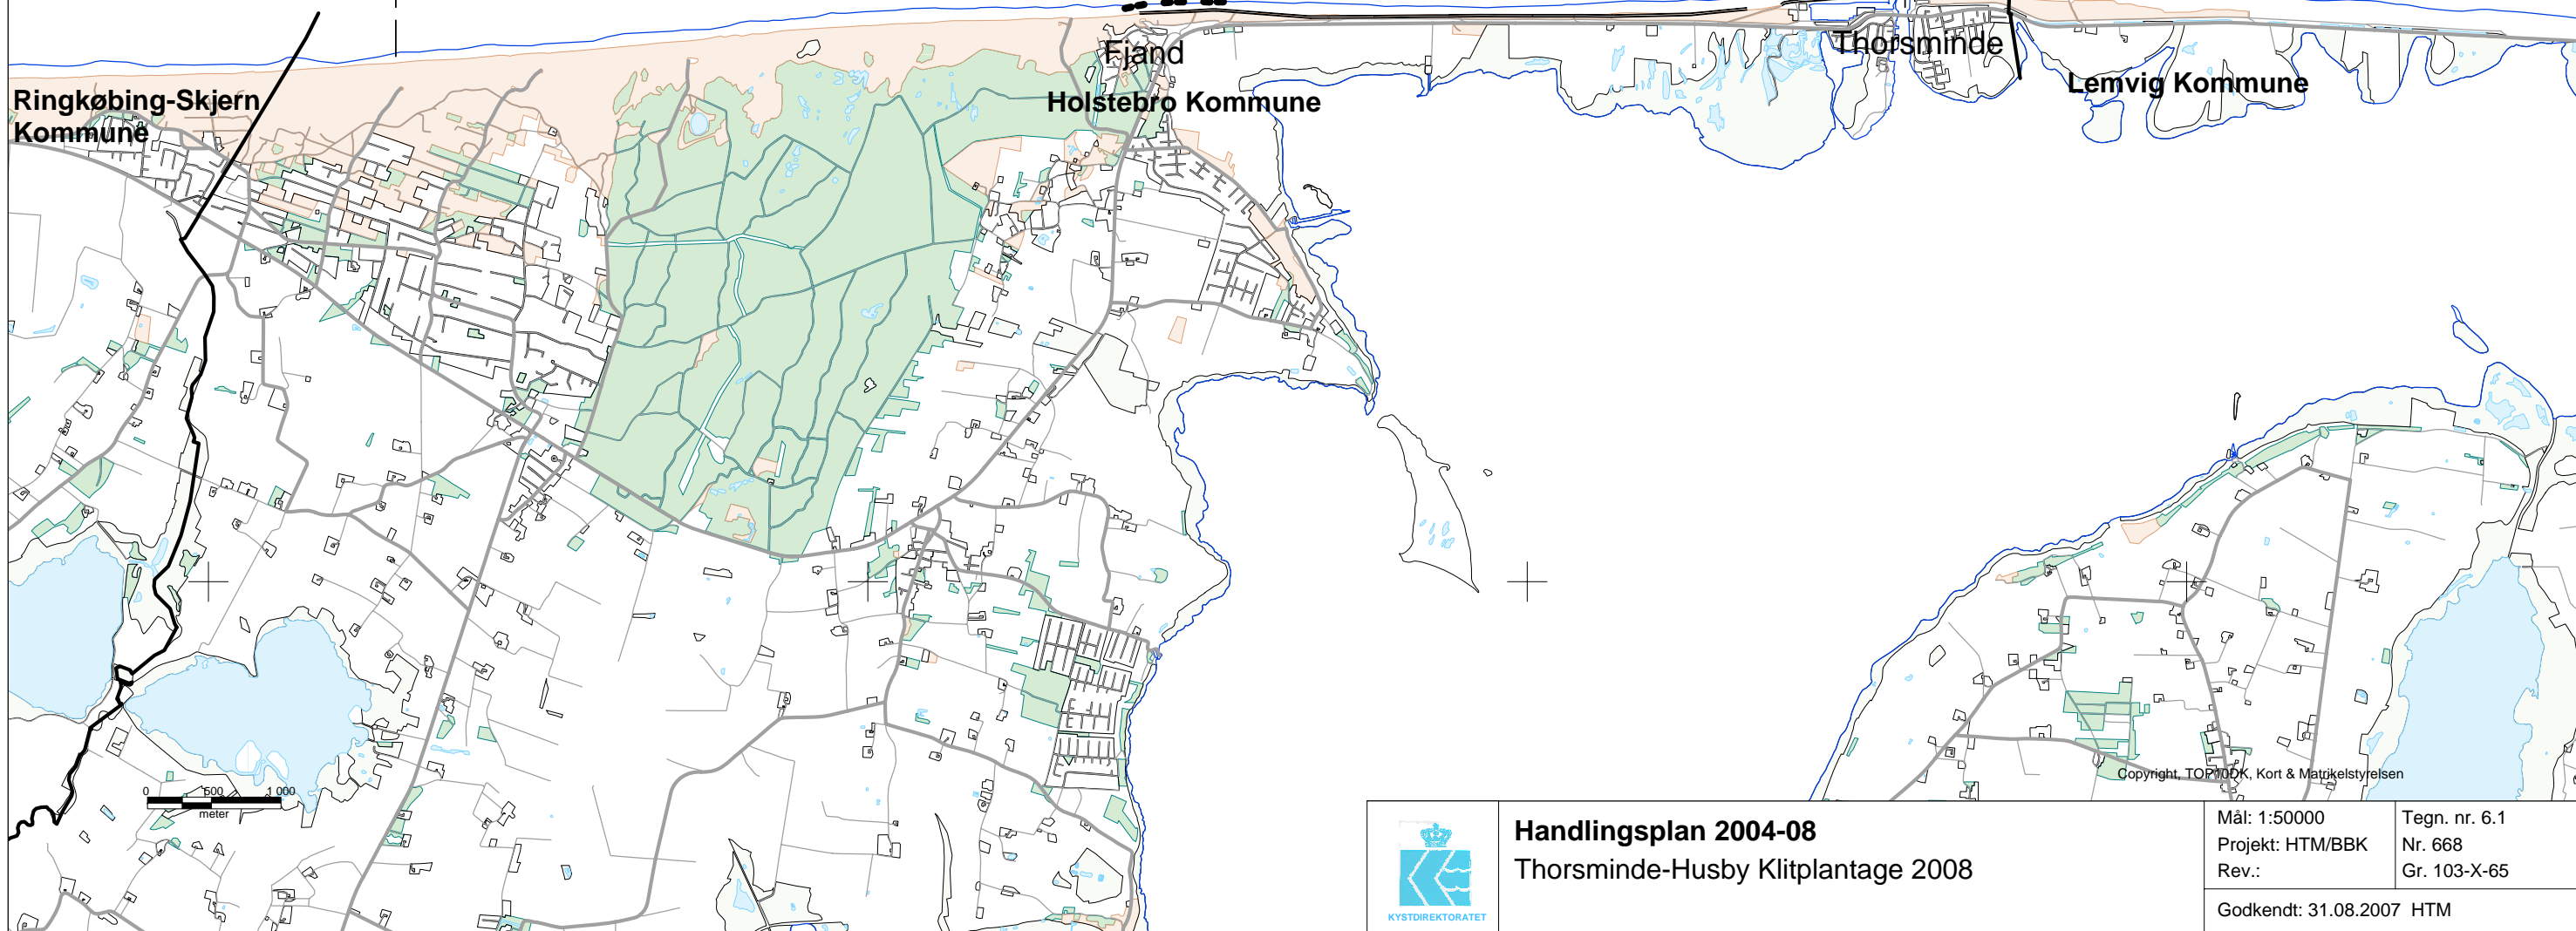 Fjand
Thorsminde
Ringkøbing-Skjern
Kommune
Holstebro Kommune
Lemvig Kommune
0 500 1 000
meter
Copyright, TOP10DK, Kort & Matrikelstyrelsen
KYSTDIREKTORATET
Handlingsplan 2004-08
Thorsminde-Husby Klitplantage 2008
Mål: 1:50000
Projekt: HTM/BBK
Rev.:
Tegn. nr. 6.1
Nr. 668
Gr. 103-X-65
Godkendt: 31.08.2007 HTM